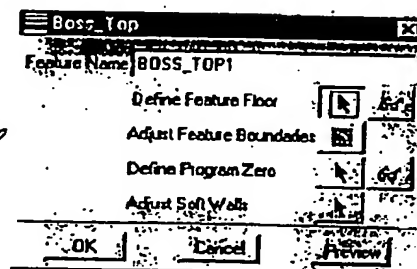 Boss_Top
Feature Name BOSS_TOP1
Define Feature Floor
Adjust Feature Boundaries
Define Program Zero
Adjust Soft Walls
OK Cancel Preview